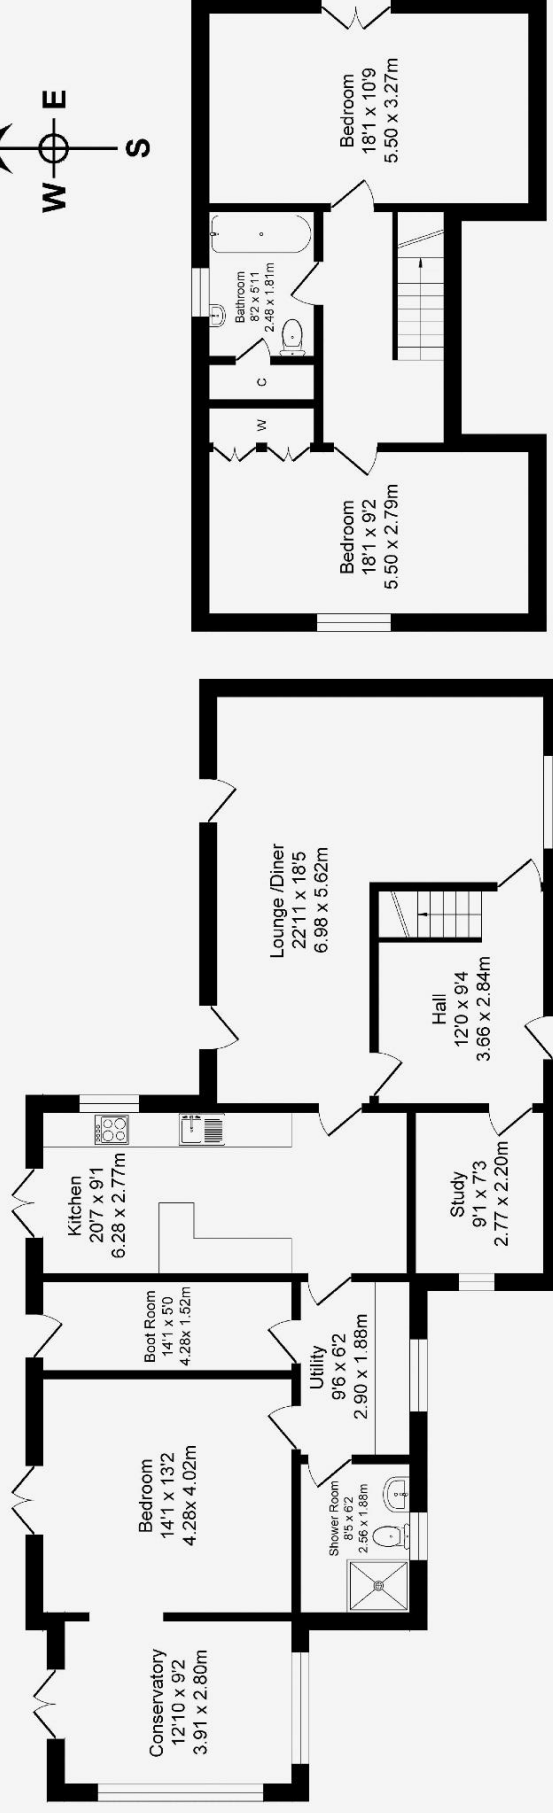 E
S
W
Bedroom
18'1 x 10'9
5.50 x 3.27m
Bathroom
8'2 x 5'11
2.48 x 1.81m
C
W
Bedroom
18'1 x 9'2
5.50 x 2.79m
Lounge /Diner
22'11 x 18'5
6.98 x 5.62m
Hall
12'0 x 9'4
3.66 x 2.84m
Kitchen
20'7 x 9'1
6.28 x 2.77m
Study
9'1 x 7'3
2.77 x 2.20m
Boot Room
14'1 x 5'0
4.28x 1.52m
Utility
9'6 x 6'2
2.90 x 1.88m
Bedroom
14'1 x 13'2
4.28x 4.02m
Shower Room
8'5 x 6'2
2.56 x 1.88m
Conservatory
12'10 x 9'2
3.91 x 2.80m